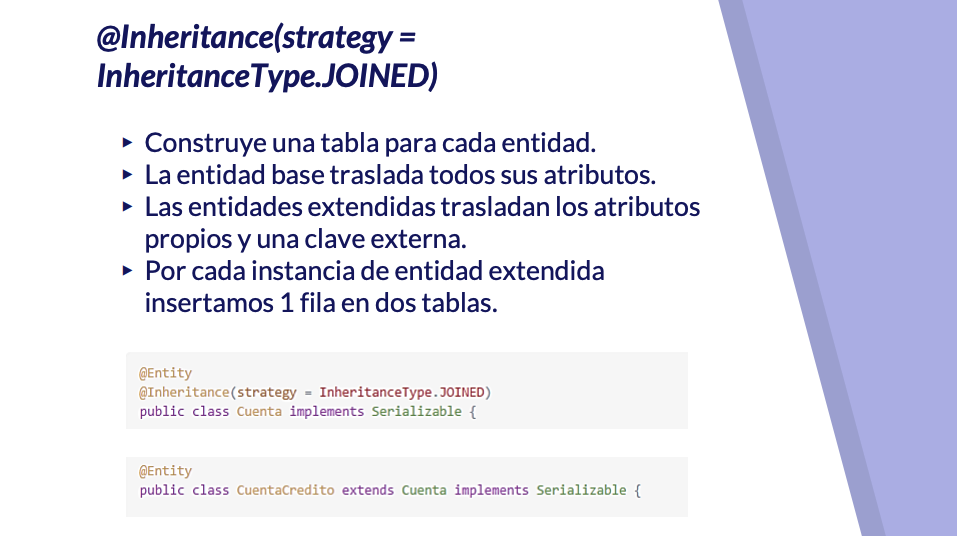 @Inheritance(strategy =
InheritanceType.JOINED)
▸ Construye una tabla para cada entidad.
▸ La entidad base traslada todos sus atributos.
▸ Las entidades extendidas trasladan los atributos
propios y una clave externa.
▸ Por cada instancia de entidad extendida
insertamos 1 fila en dos tablas.
@Entity
@Inheritance(strategy = InheritanceType.JOINED)
public class Cuenta implements Serializable {
@Entity
public class CuentaCredito extends Cuenta implements Serializable {